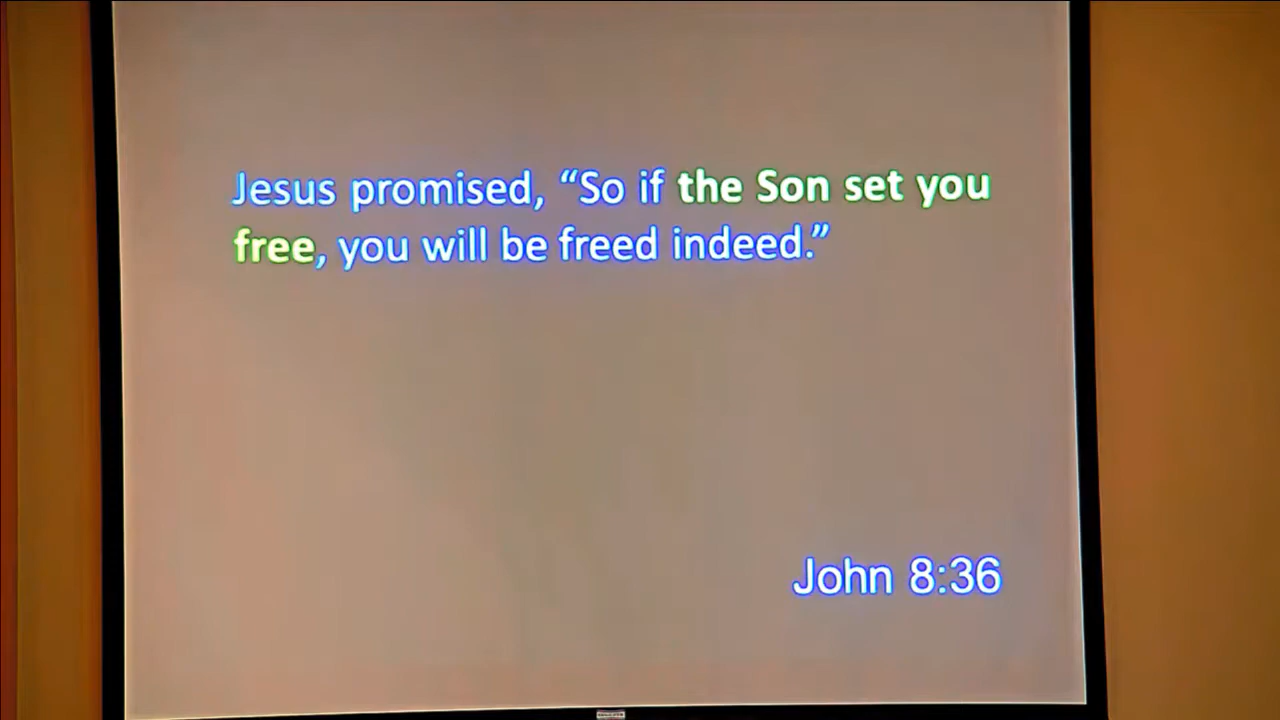 Jesus promised, “So if the Son set you
free, you will be freed indeed.”
John 8:36